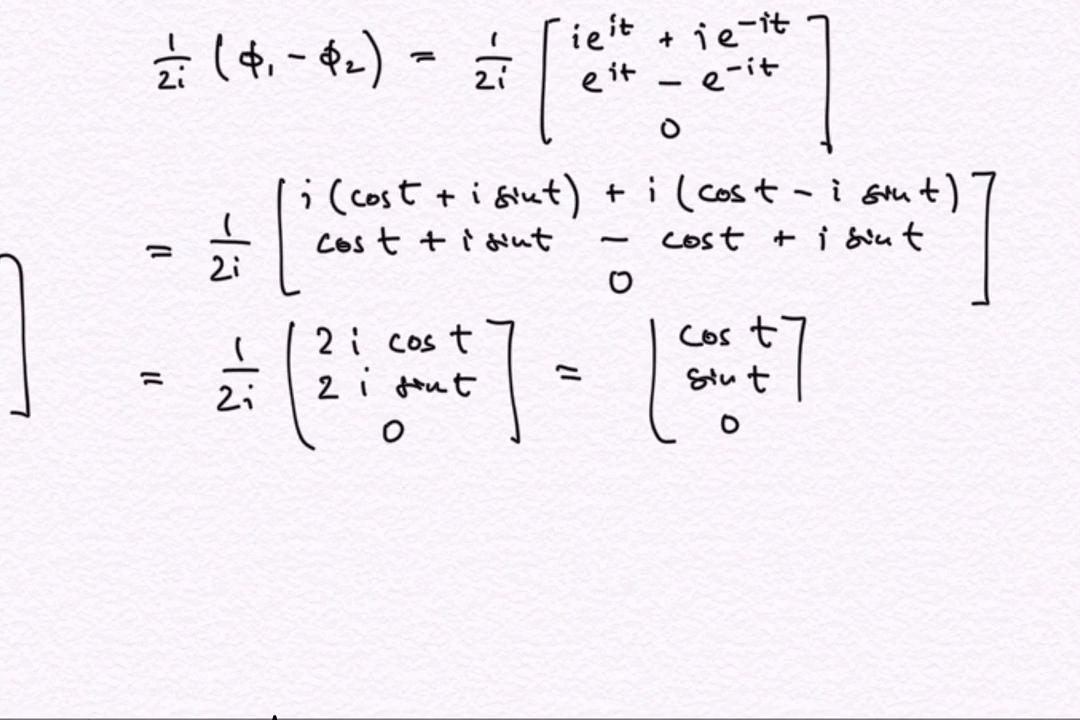 1/2i (ϕ₁ - ϕ₂) = 1/2i [ ie^{it} + ie^{-it}
e^{it} - e^{-it}
0 ]
= 1/2i [ i (cos t + i sin t) + i (cos t - i sin t)
cos t + i sin t - cos t + i sin t
0 ]
= 1/2i [ 2 i cos t
2 i sin t
0 ] = [ cos t
sin t
0 ]